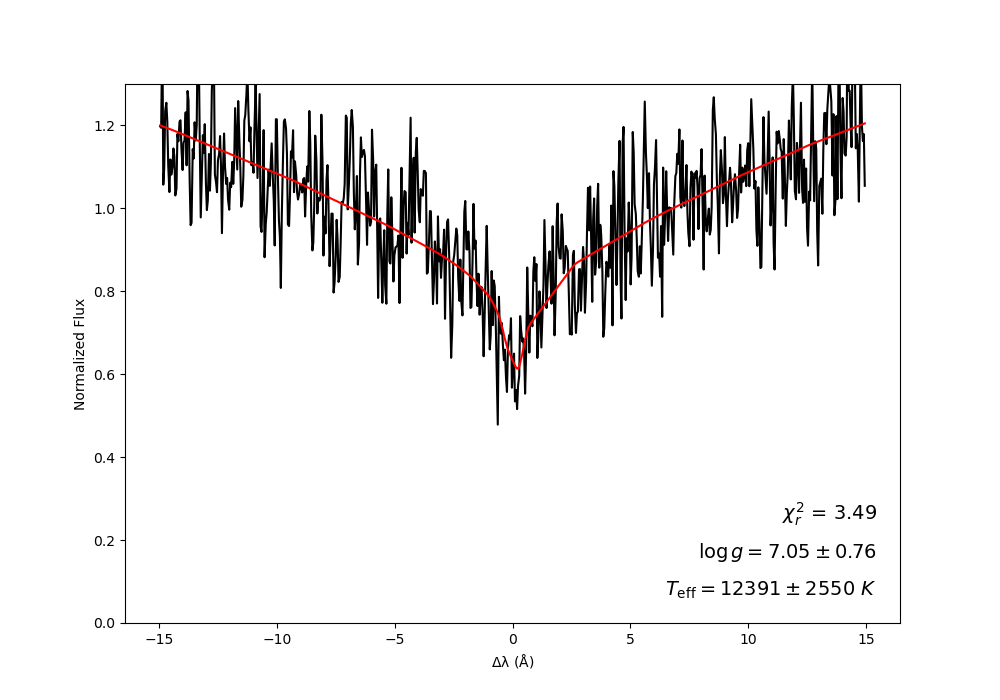 1.2
1.0
0.8
0.6
0.4
0.2
0.0
Normalized Flux
χ²ᵣ = 3.49
log g = 7.05 ± 0.76
T_eff = 12391 ± 2550 K
−15 −10 −5 0 5 10 15
Δλ (Å)